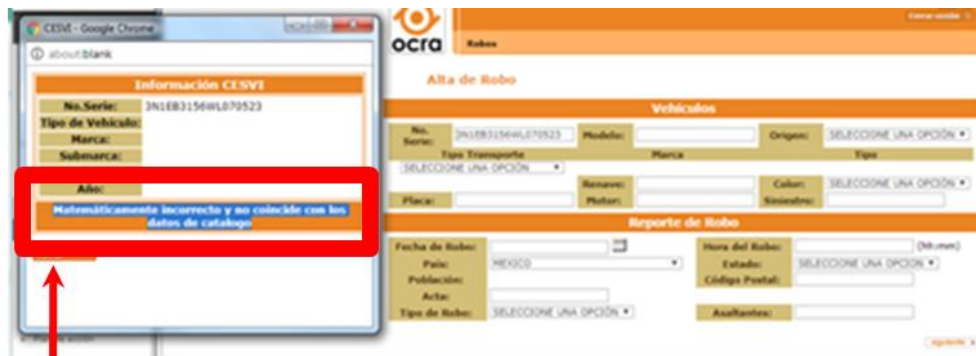 CESVI - Google Chrome
about:blank
Información CESVI
No.Serie: 3N1EB3156WL070523
Tipo de Vehículo:
Marca:
Submarca:
Año:
Matemáticamente incorrecto y no coincide con los
datos de catalogo
ocra
Cerrar sesión
Robos
Alta de Robo
Vehículos
No. Serie: 3N1EB3156WL070523 Modelo: Origen: SELECCIONE UNA OPCIÓN
Tipo Transporte Marca Tipo
SELECCIONE UNA OPCIÓN
Renave: Color: SELECCIONE UNA OPCIÓN
Placa: Motor: Siniestro:
Reporte de Robo
Fecha de Robo: Hora del Robo: (hh:mm)
País: MEXICO Estado: SELECCIONE UNA OPCIÓN
Población: Código Postal:
Acta:
Tipo de Robo: SELECCIONE UNA OPCIÓN Asaltantes:
siguiente